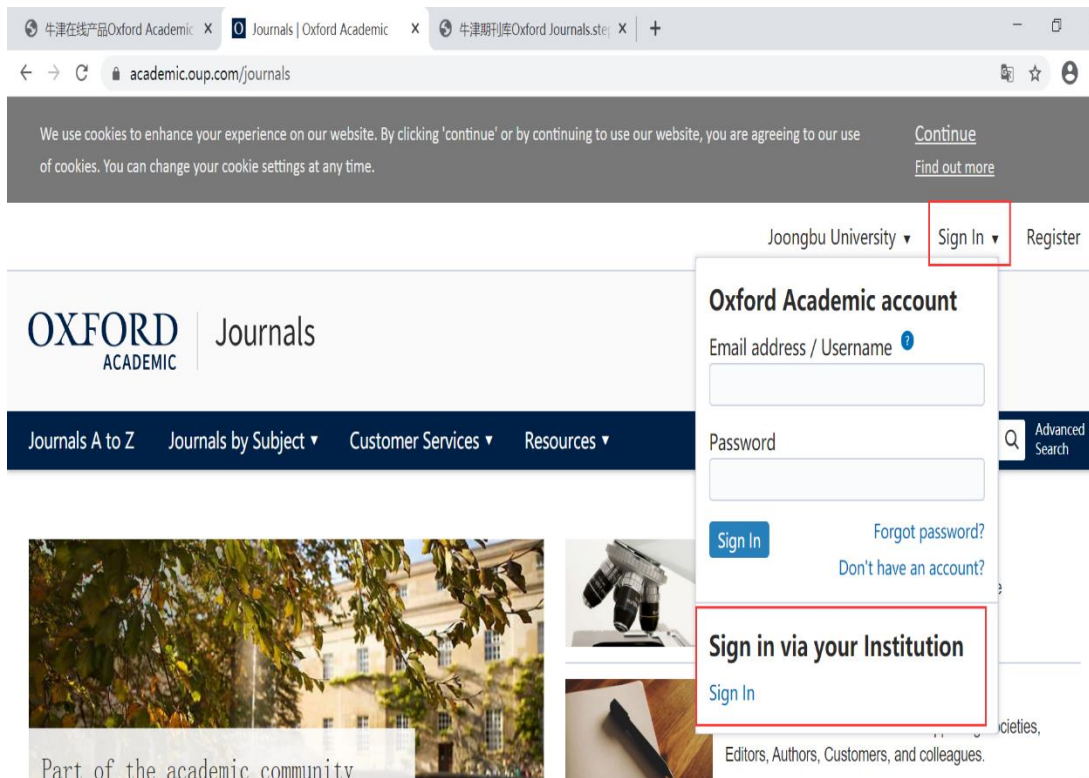 牛津在线产品Oxford Academic
Journals | Oxford Academic
牛津期刊库Oxford Journals.ste
academic.oup.com/journals
We use cookies to enhance your experience on our website. By clicking 'continue' or by continuing to use our website, you are agreeing to our use
of cookies. You can change your cookie settings at any time.
Continue
Find out more
Joongbu University ▾ Sign In ▾ Register
OXFORD
ACADEMIC
Journals
Oxford Academic account
Email address / Username ?
Password
Sign In
Forgot password?
Don't have an account?
Sign in via your Institution
Sign In
Journals A to Z Journals by Subject ▾ Customer Services ▾ Resources ▾
Advanced
Search
Part of the academic community
Editors, Authors, Customers, and colleagues.